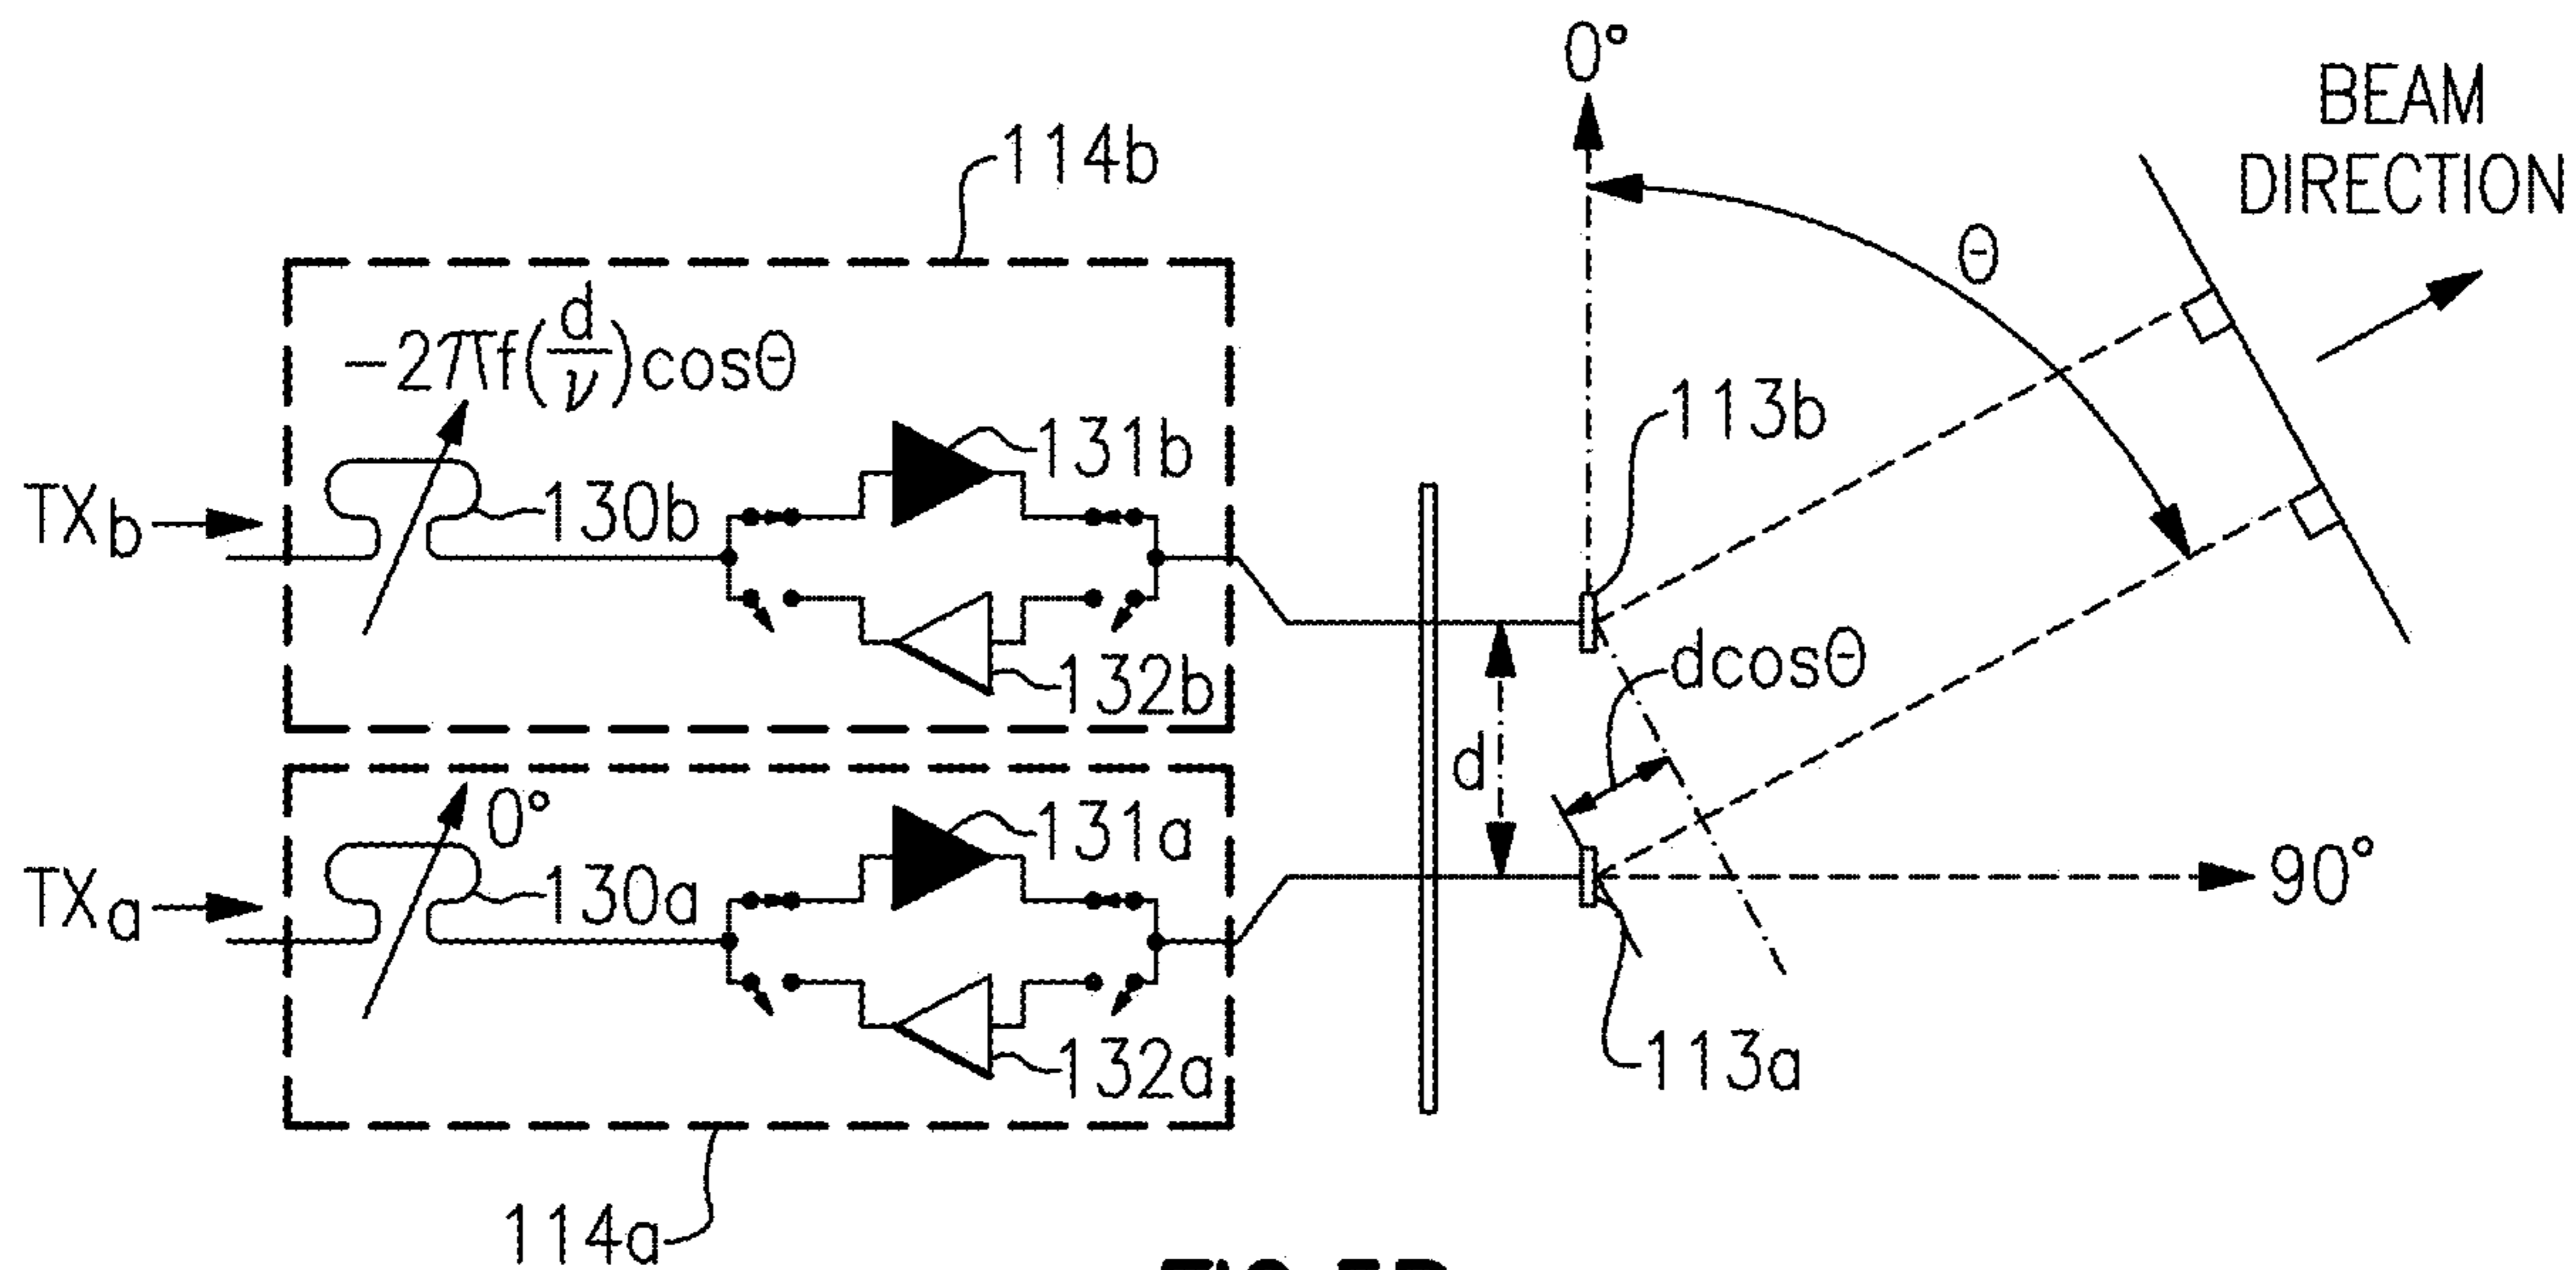 0°
BEAM
DIRECTION
114b
θ
-2πf(d/ν)cosθ
113b
131b
TXb
130b
dcosθ
132b
d
0°
131a
TXa
130a
90°
132a
113a
114a